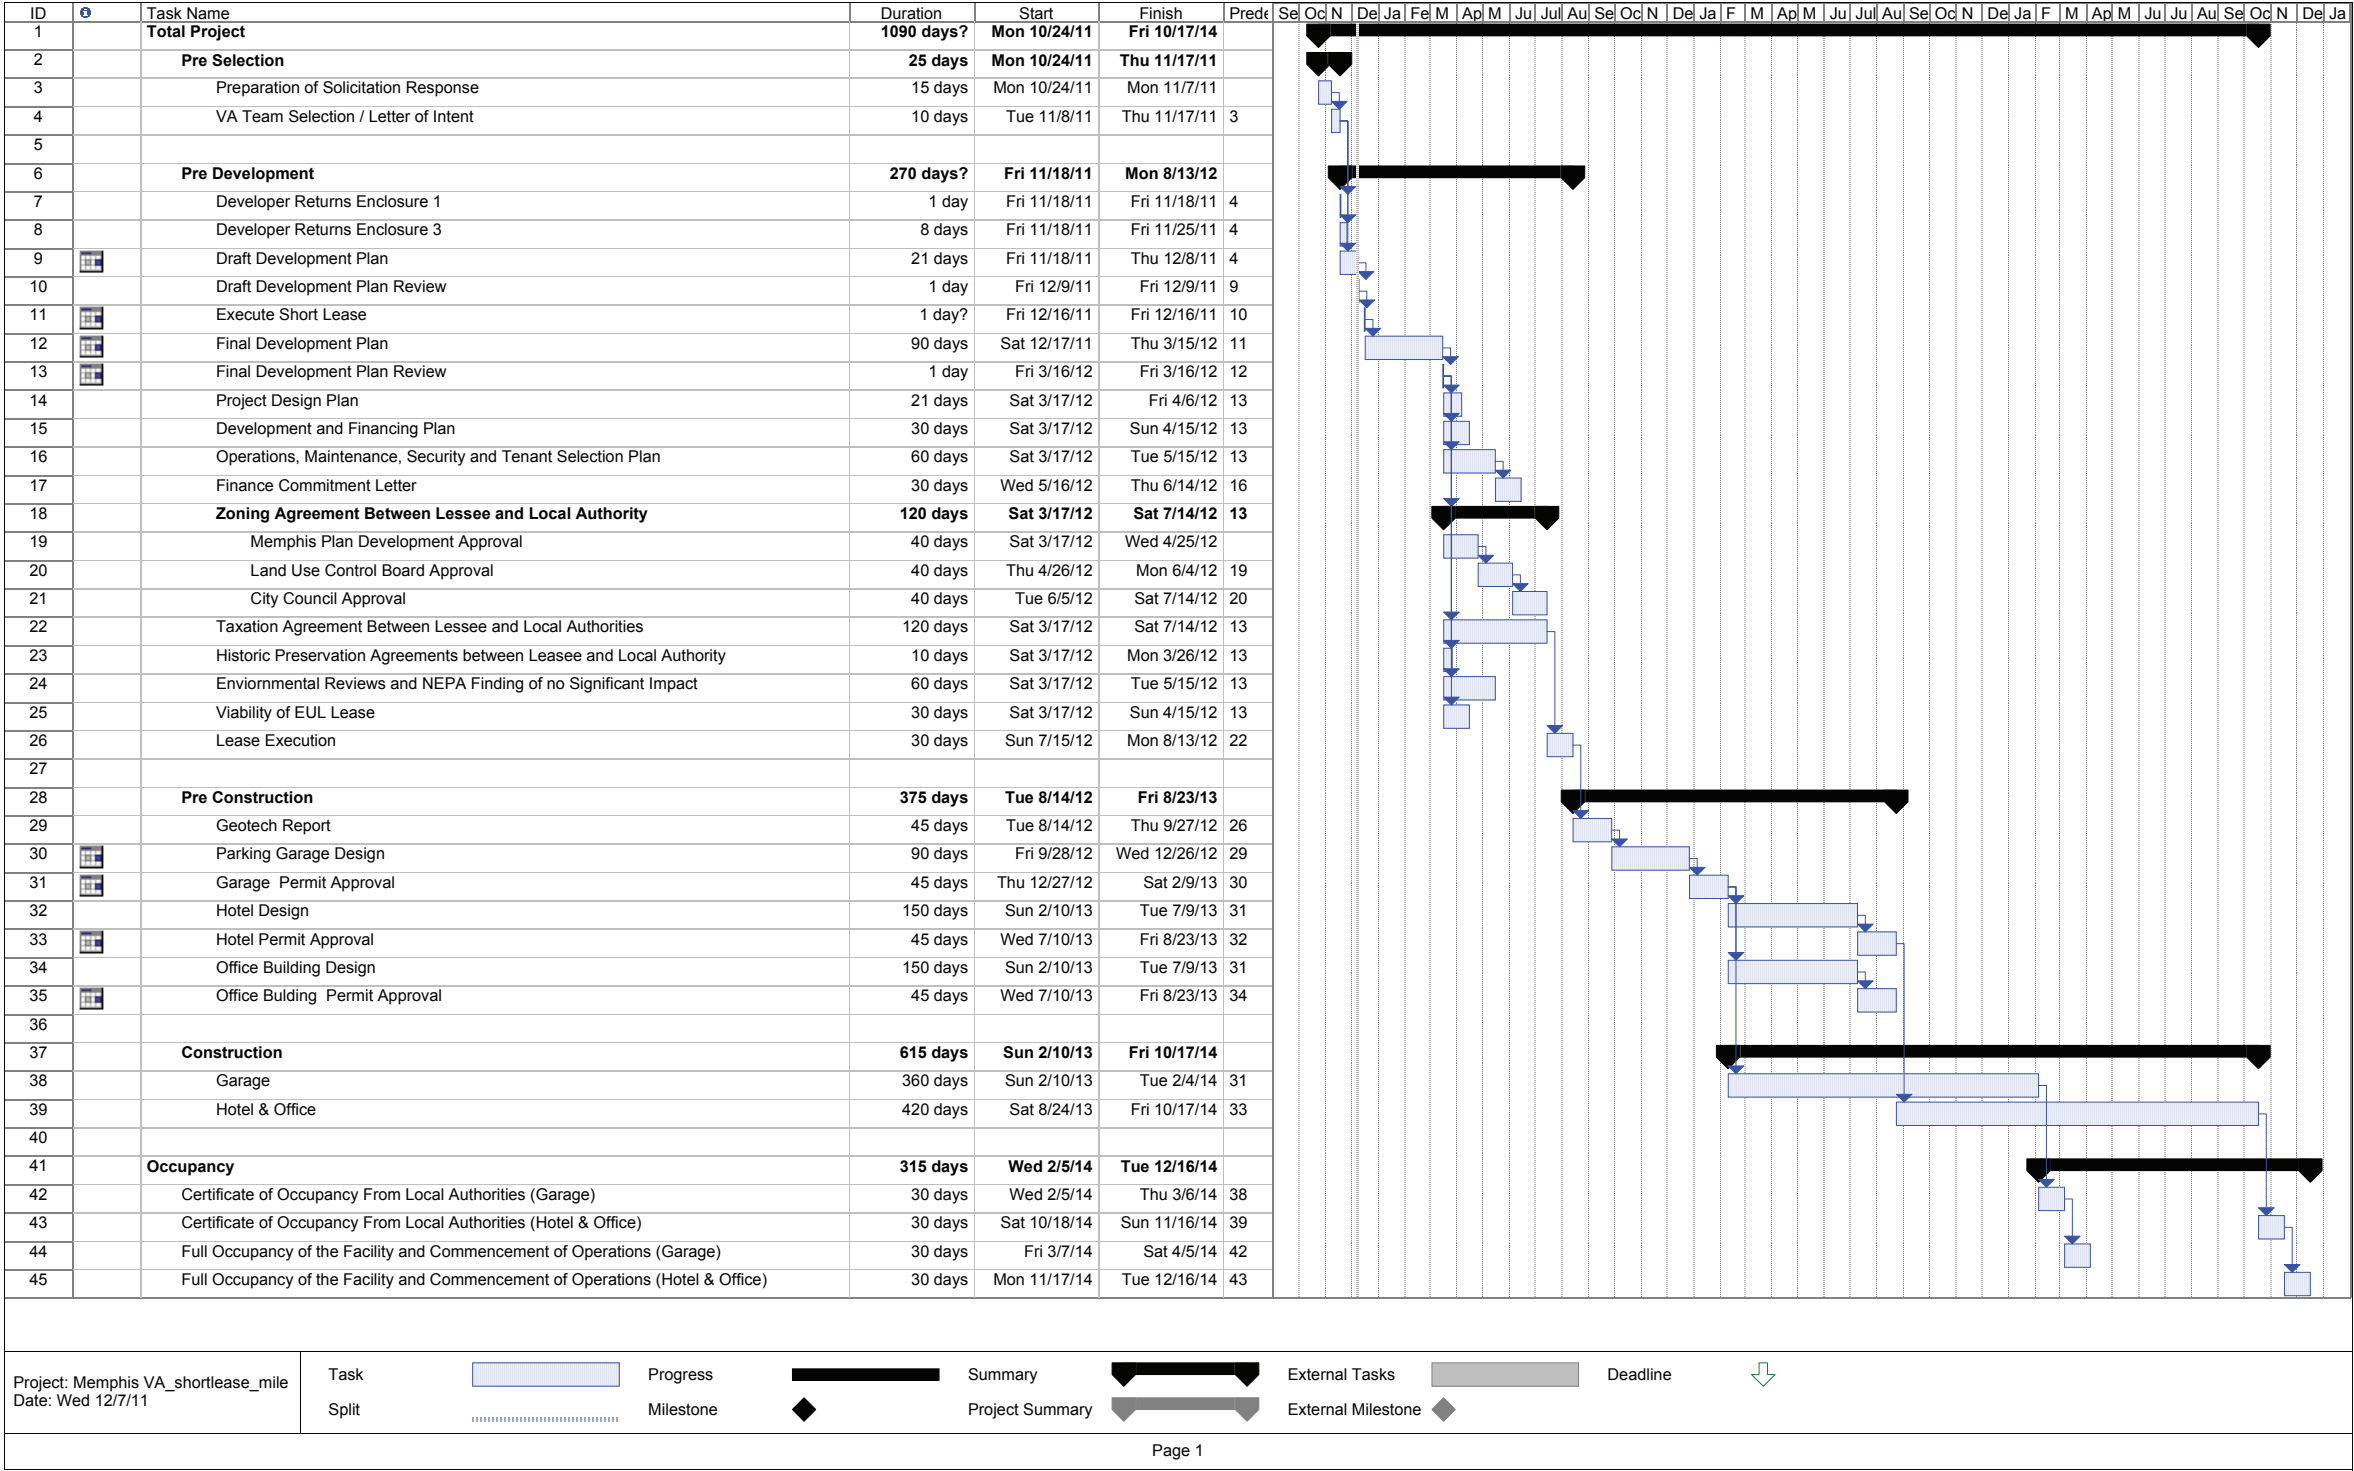 ID Task Name Duration Start Finish Prede Se Oc N De Ja Fe M Ap M Ju Jul Au Se Oc N De Ja F M Ap M Ju Jul Au Se Oc N De Ja F M Ap M Ju Ju Au Se Oc N De Ja
1 Total Project 1090 days? Mon 10/24/11 Fri 10/17/14
2 Pre Selection 25 days Mon 10/24/11 Thu 11/17/11
3 Preparation of Solicitation Response 15 days Mon 10/24/11 Mon 11/7/11
4 VA Team Selection / Letter of Intent 10 days Tue 11/8/11 Thu 11/17/11 3
5
6 Pre Development 270 days? Fri 11/18/11 Mon 8/13/12
7 Developer Returns Enclosure 1 1 day Fri 11/18/11 Fri 11/18/11 4
8 Developer Returns Enclosure 3 8 days Fri 11/18/11 Fri 11/25/11 4
9 Draft Development Plan 21 days Fri 11/18/11 Thu 12/8/11 4
10 Draft Development Plan Review 1 day Fri 12/9/11 Fri 12/9/11 9
11 Execute Short Lease 1 day? Fri 12/16/11 Fri 12/16/11 10
12 Final Development Plan 90 days Sat 12/17/11 Thu 3/15/12 11
13 Final Development Plan Review 1 day Fri 3/16/12 Fri 3/16/12 12
14 Project Design Plan 21 days Sat 3/17/12 Fri 4/6/12 13
15 Development and Financing Plan 30 days Sat 3/17/12 Sun 4/15/12 13
16 Operations, Maintenance, Security and Tenant Selection Plan 60 days Sat 3/17/12 Tue 5/15/12 13
17 Finance Commitment Letter 30 days Wed 5/16/12 Thu 6/14/12 16
18 Zoning Agreement Between Lessee and Local Authority 120 days Sat 3/17/12 Sat 7/14/12 13
19 Memphis Plan Development Approval 40 days Sat 3/17/12 Wed 4/25/12
20 Land Use Control Board Approval 40 days Thu 4/26/12 Mon 6/4/12 19
21 City Council Approval 40 days Tue 6/5/12 Sat 7/14/12 20
22 Taxation Agreement Between Lessee and Local Authorities 120 days Sat 3/17/12 Sat 7/14/12 13
23 Historic Preservation Agreements between Leasee and Local Authority 10 days Sat 3/17/12 Mon 3/26/12 13
24 Enviornmental Reviews and NEPA Finding of no Significant Impact 60 days Sat 3/17/12 Tue 5/15/12 13
25 Viability of EUL Lease 30 days Sat 3/17/12 Sun 4/15/12 13
26 Lease Execution 30 days Sun 7/15/12 Mon 8/13/12 22
27
28 Pre Construction 375 days Tue 8/14/12 Fri 8/23/13
29 Geotech Report 45 days Tue 8/14/12 Thu 9/27/12 26
30 Parking Garage Design 90 days Fri 9/28/12 Wed 12/26/12 29
31 Garage Permit Approval 45 days Thu 12/27/12 Sat 2/9/13 30
32 Hotel Design 150 days Sun 2/10/13 Tue 7/9/13 31
33 Hotel Permit Approval 45 days Wed 7/10/13 Fri 8/23/13 32
34 Office Building Design 150 days Sun 2/10/13 Tue 7/9/13 31
35 Office Bulding Permit Approval 45 days Wed 7/10/13 Fri 8/23/13 34
36
37 Construction 615 days Sun 2/10/13 Fri 10/17/14
38 Garage 360 days Sun 2/10/13 Tue 2/4/14 31
39 Hotel & Office 420 days Sat 8/24/13 Fri 10/17/14 33
40
41 Occupancy 315 days Wed 2/5/14 Tue 12/16/14
42 Certificate of Occupancy From Local Authorities (Garage) 30 days Wed 2/5/14 Thu 3/6/14 38
43 Certificate of Occupancy From Local Authorities (Hotel & Office) 30 days Sat 10/18/14 Sun 11/16/14 39
44 Full Occupancy of the Facility and Commencement of Operations (Garage) 30 days Fri 3/7/14 Sat 4/5/14 42
45 Full Occupancy of the Facility and Commencement of Operations (Hotel & Office) 30 days Mon 11/17/14 Tue 12/16/14 43
Project: Memphis VA_shortlease_mile
Date: Wed 12/7/11
Task Progress Summary External Tasks Deadline
Split Milestone Project Summary External Milestone
Page 1